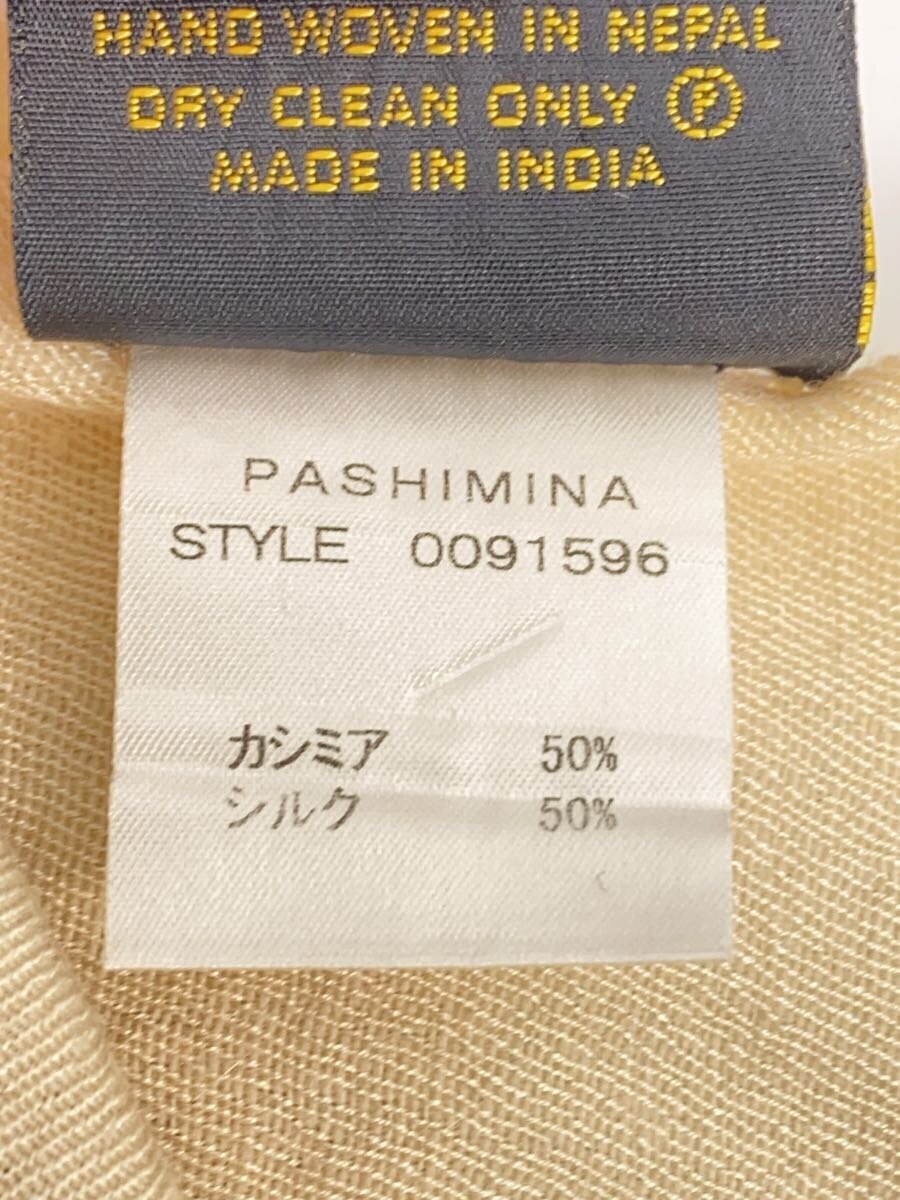 HAND WOVEN IN NEPAL
DRY CLEAN ONLY Ⓕ
MADE IN INDIA
PASHIMINA
STYLE 0091596
カシミア 50%
シルク 50%